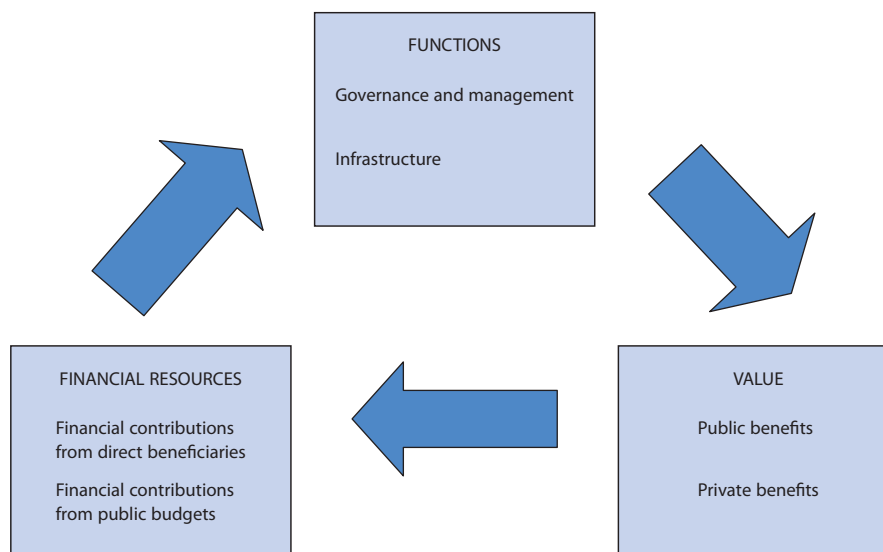 FUNCTIONS
Governance and management
Infrastructure
FINANCIAL RESOURCES
Financial contributions
from direct beneficiaries
Financial contributions
from public budgets
VALUE
Public benefits
Private benefits